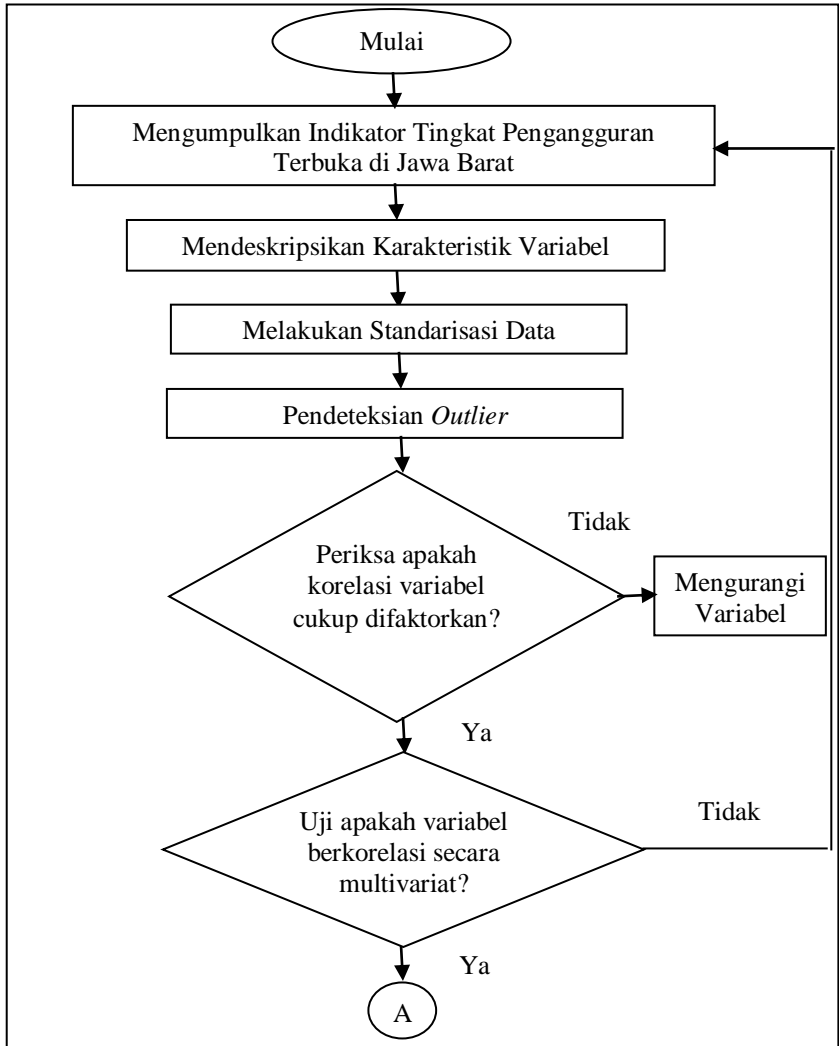 Mulai
Mengumpulkan Indikator Tingkat Pengangguran
Terbuka di Jawa Barat
Mendeskripsikan Karakteristik Variabel
Melakukan Standarisasi Data
Pendeteksian Outlier
Tidak
Periksa apakah
korelasi variabel
cukup difaktorkan?
Mengurangi
Variabel
Ya
Tidak
Uji apakah variabel
berkorelasi secara
multivariat?
Ya
A